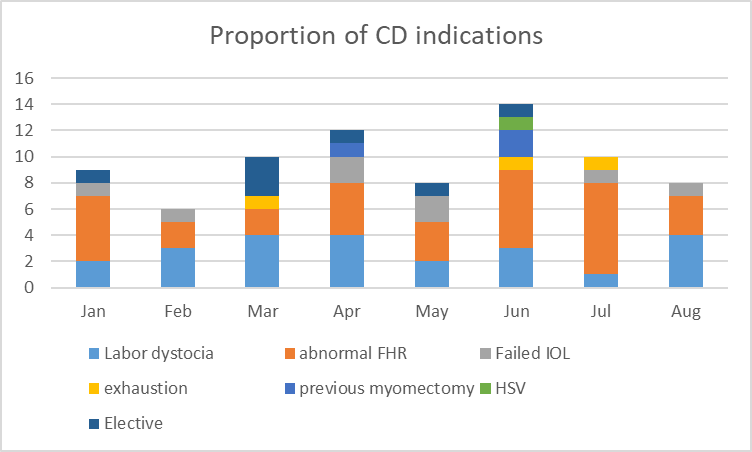 Proportion of CD indications
16
14
12
10
8
6
4
2
0
Jan Feb Mar Apr May Jun Jul Aug
Labor dystocia abnormal FHR Failed IOL
exhaustion previous myomectomy HSV
Elective